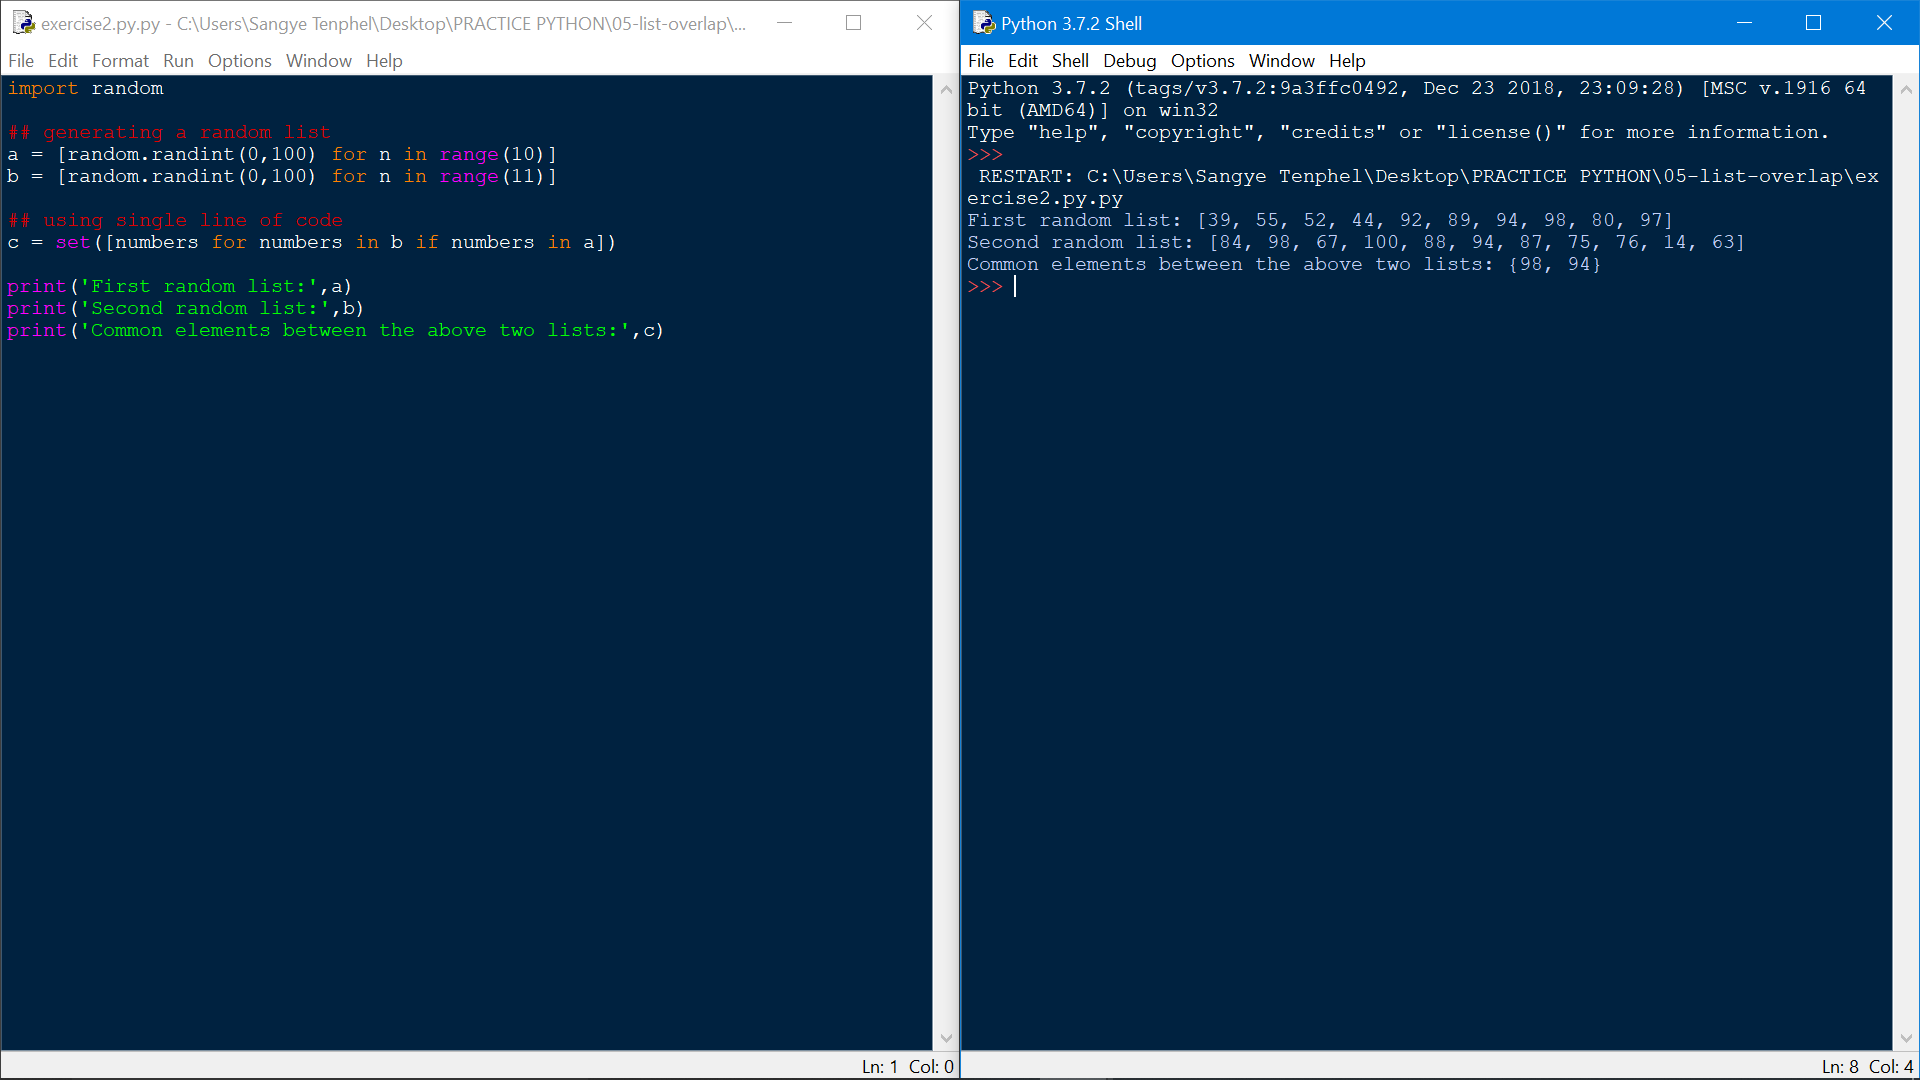 exercise2.py.py - C:\Users\Sangye Tenphel\Desktop\PRACTICE PYTHON\05-list-overlap\...
File Edit Format Run Options Window Help
import random
## generating a random list
a = [random.randint(0,100) for n in range(10)]
b = [random.randint(0,100) for n in range(11)]
## using single line of code
c = set([numbers for numbers in b if numbers in a])
print('First random list:',a)
print('Second random list:',b)
print('Common elements between the above two lists:',c)
Ln: 1 Col: 0
Python 3.7.2 Shell
File Edit Shell Debug Options Window Help
Python 3.7.2 (tags/v3.7.2:9a3ffc0492, Dec 23 2018, 23:09:28) [MSC v.1916 64
bit (AMD64)] on win32
Type "help", "copyright", "credits" or "license()" for more information.
>>>
RESTART: C:\Users\Sangye Tenphel\Desktop\PRACTICE PYTHON\05-list-overlap\ex
ercise2.py.py
First random list: [39, 55, 52, 44, 92, 89, 94, 98, 80, 97]
Second random list: [84, 98, 67, 100, 88, 94, 87, 75, 76, 14, 63]
Common elements between the above two lists: {98, 94}
>>>
Ln: 8 Col: 4